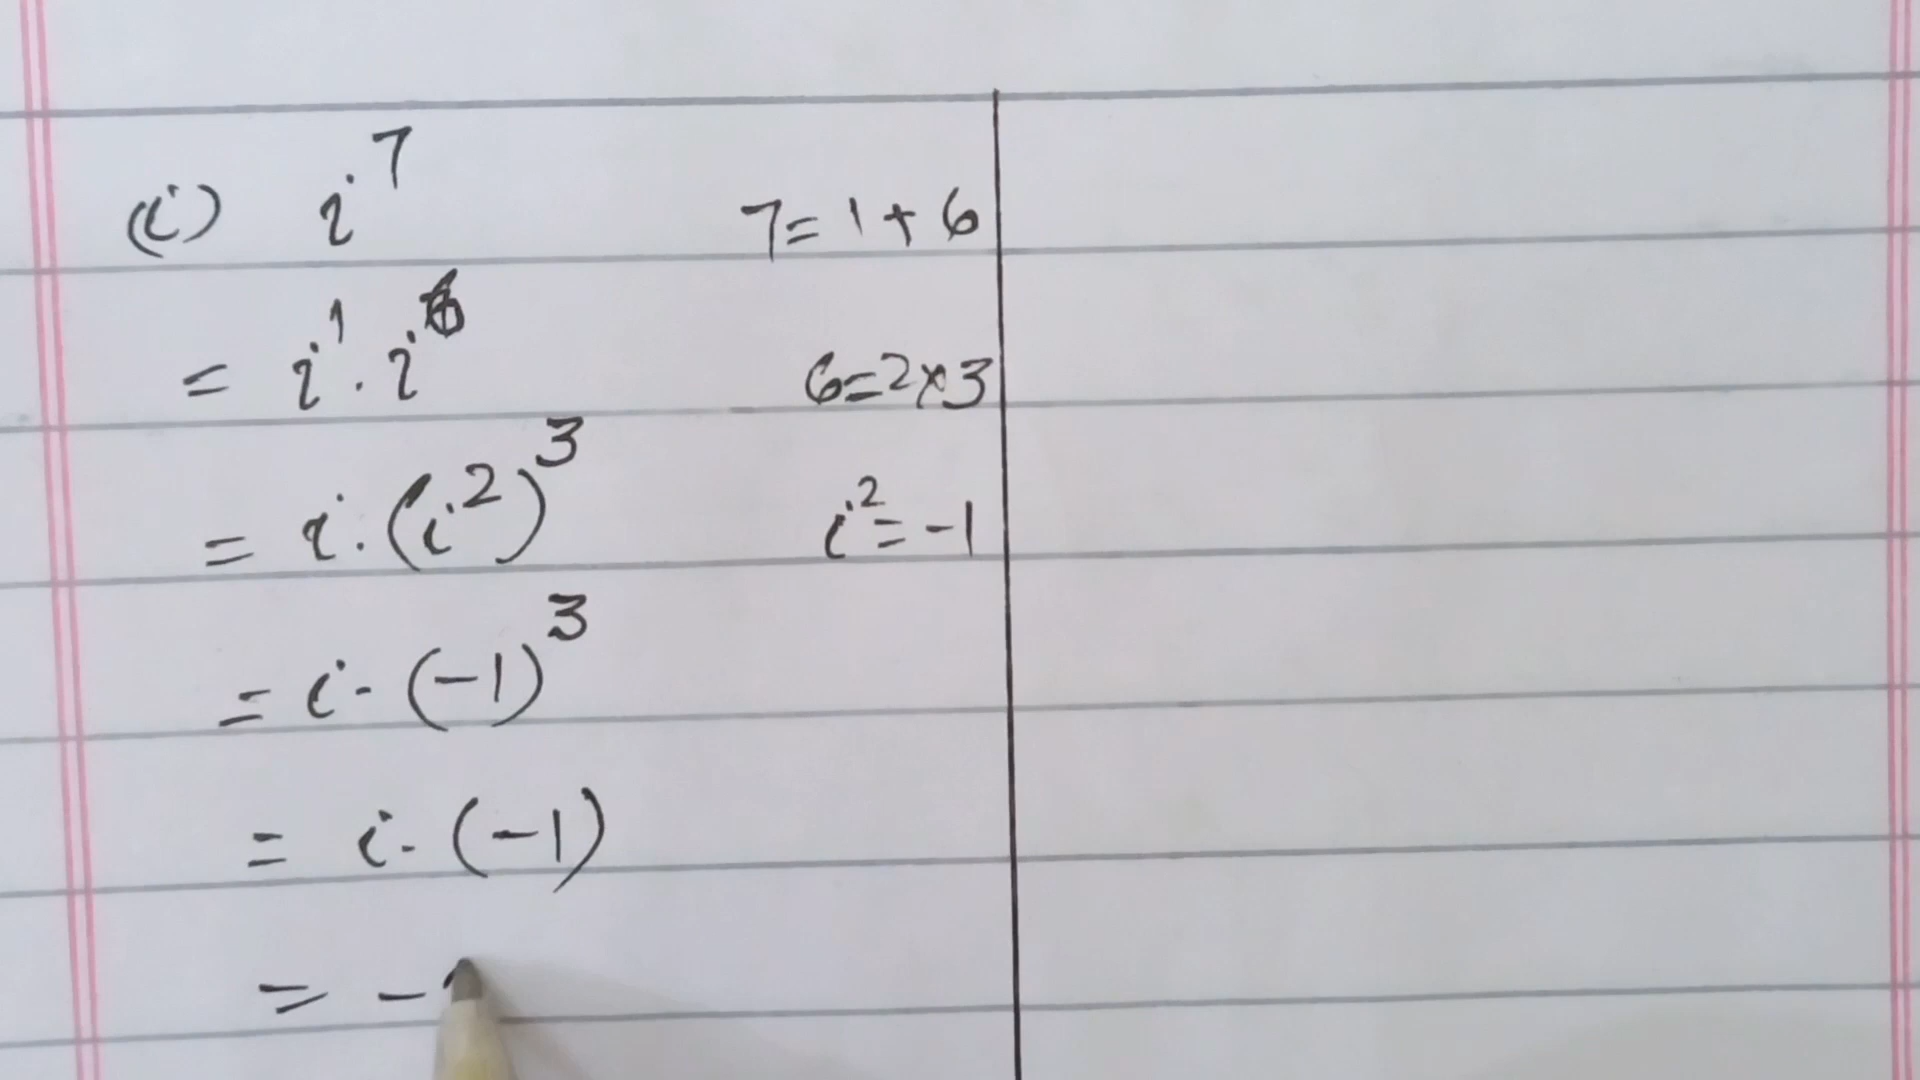 (i) i^7 7=1+6
= i^1 . i^6 6=2×3
= i . (i^2)^3 i^2=-1
= i . (-1)^3
= i . (-1)
= -